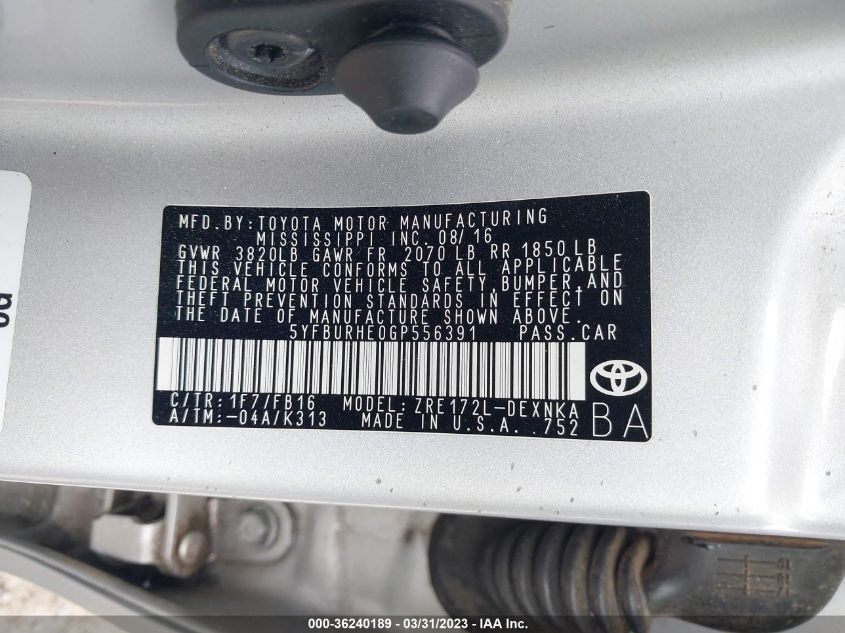 MFD. BY: TOYOTA MOTOR MANUFACTURING
MISSISSIPPI INC. 08/16
GVWR 3820LB GAWR FR 2070 LB RR 1850 LB
THIS VEHICLE CONFORMS TO ALL APPLICABLE
FEDERAL MOTOR VEHICLE SAFETY, BUMPER, AND
THEFT PREVENTION STANDARDS IN EFFECT ON
THE DATE OF MANUFACTURE SHOWN ABOVE.
5YFBURHE0GP556391 PASS. CAR
C/TR: 1F7/FB16 MODEL: ZRE172L-DEXNKA
A/TM: -04A/K313 MADE IN U.S.A. 752
BA
000-36240189 - 03/31/2023 - IAA Inc.